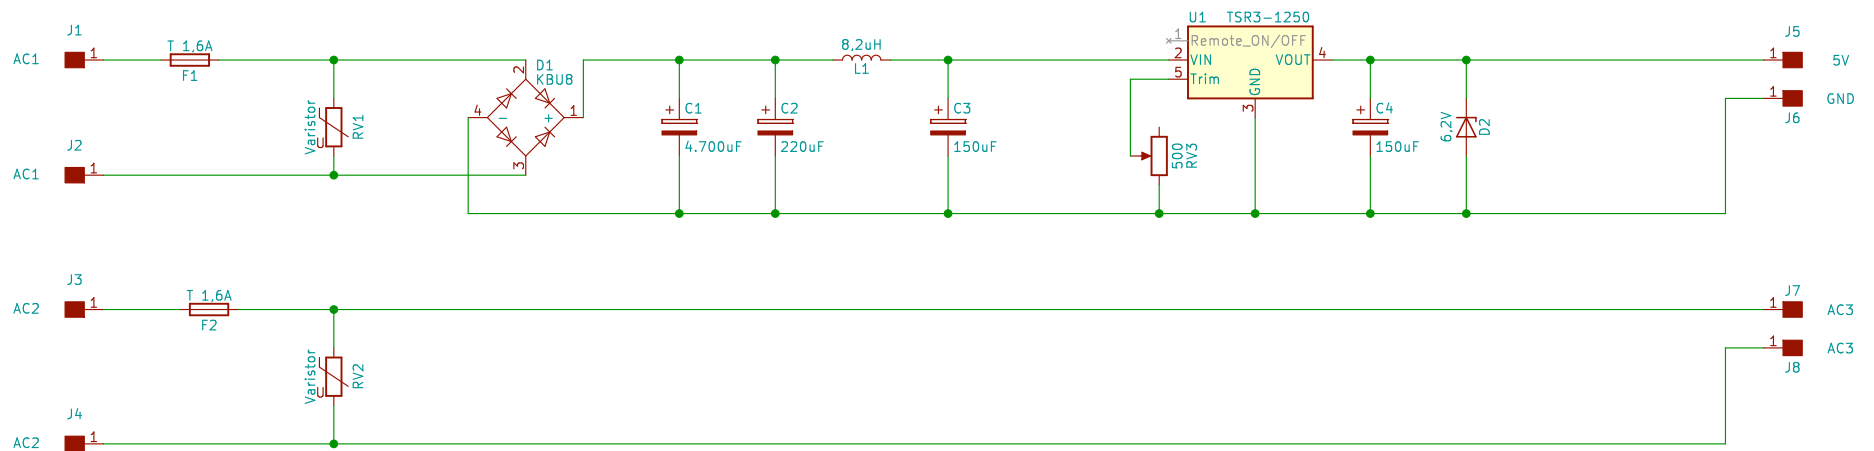 J1
AC1
1
T 1,6A
F1
J2
AC1
1
Varistor
U
RV1
D1
KBU8
2
4
1
3
-
+
+
C1
4.700uF
+
C2
220uF
8,2uH
L1
+
C3
150uF
U1 TSR3-1250
1
Remote_ON/OFF
2
VIN
VOUT
4
5
Trim
GND
3
500
RV3
+
C4
150uF
6,2V
D2
J5
1
5V
1
GND
J6
J3
AC2
1
T 1,6A
F2
Varistor
U
RV2
J4
AC2
1
J7
1
AC3
1
AC3
J8